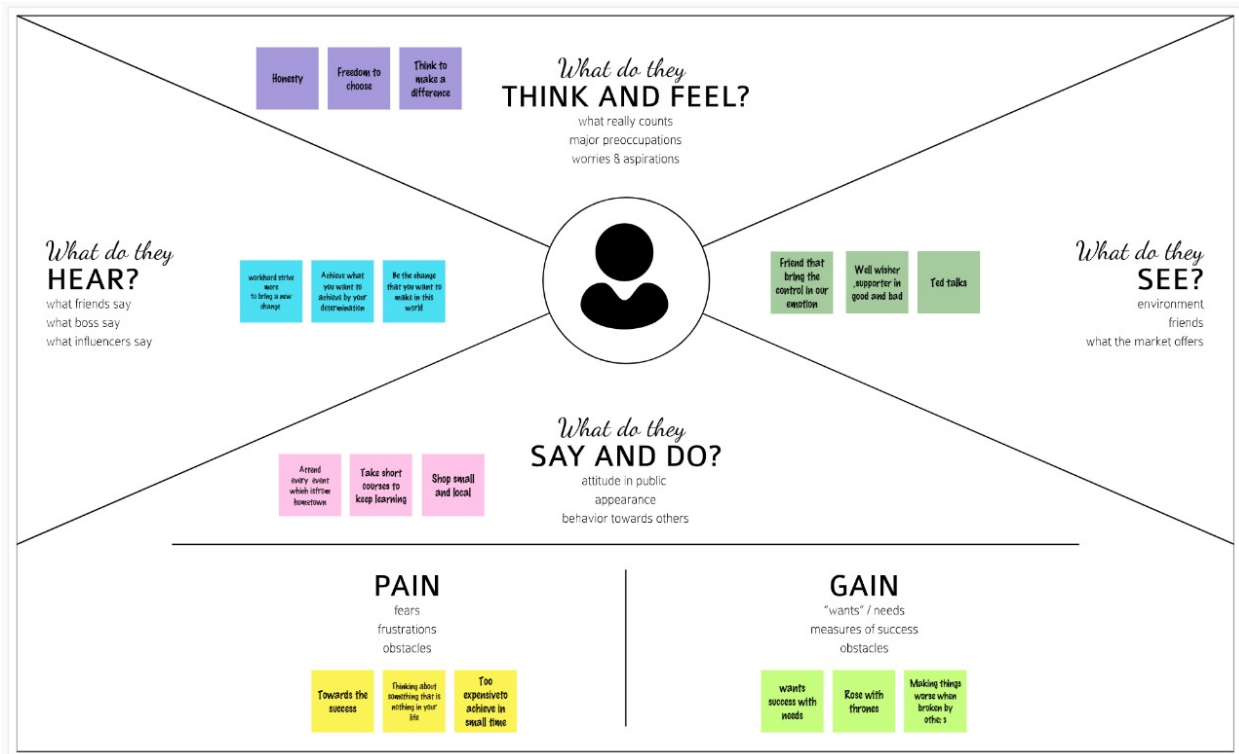 Honesty
Freedom to
choose
Think to
make a
difference
What do they
THINK AND FEEL?
what really counts
major preoccupations
worries & aspirations
What do they
HEAR?
what friends say
what boss say
what influencers say
workhard strive
more
to bring a new
change
Achieve what
you want to
achieve by your
desermination
Be the change
that you want to
make in this
world
Friend that
bring the
control in our
emotion
Well wisher
,supporter in
good and bad
Ted talks
What do they
SEE?
environment
friends
what the market offers
What do they
SAY AND DO?
attitude in public
appearance
behavior towards others
Attend
every event
which isfrom
hometown
Take short
courses to
keep learning
Shop small
and local
PAIN
fears
frustrations
obstacles
Towards the
success
Thinking about
something that is
nothing in your
life
Too
expensiveto
achieve in
small time
GAIN
"wants" / needs
measures of success
obstacles
wants
success with
needs
Rose with
thrones
Making things
worse when
broken by